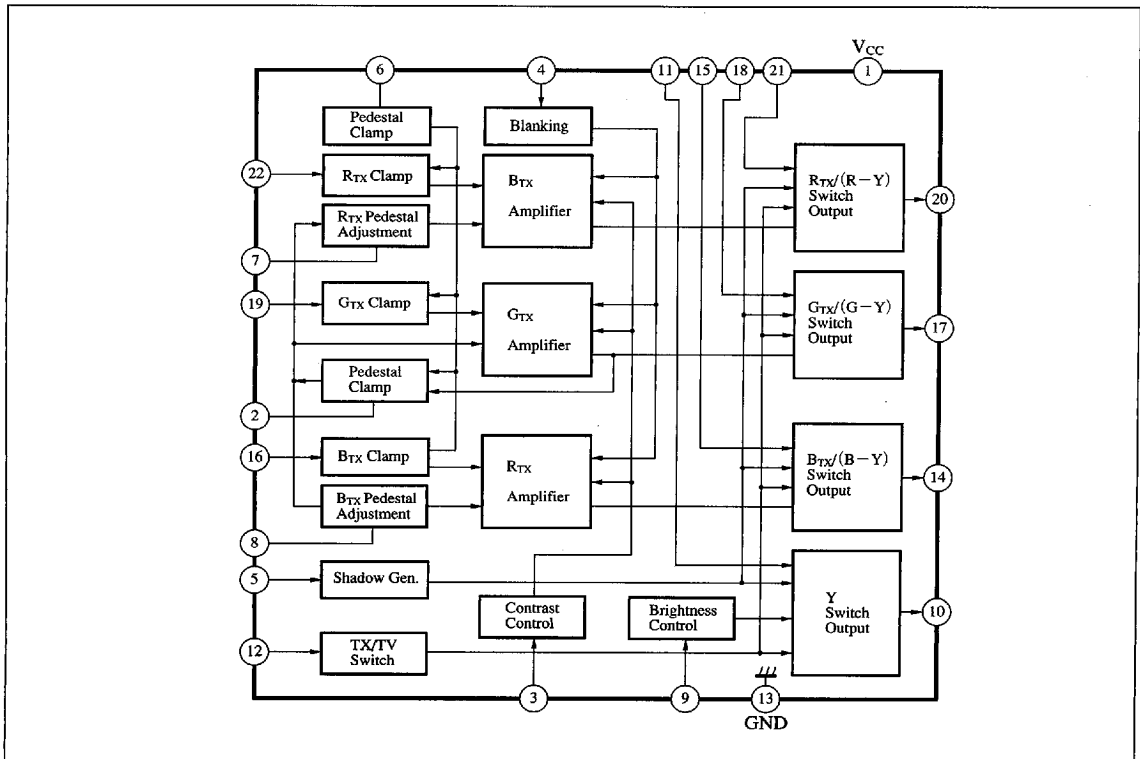 VCC
6
4
11
15
18
21
1
Pedestal
Clamp
Blanking
22
RTX Clamp
BTX
Amplifier
RTX/(R−Y)
Switch
Output
20
RTX Pedestal
Adjustment
7
19
GTX Clamp
GTX
Amplifier
GTX/(G−Y)
Switch
Output
17
Pedestal
Clamp
2
16
BTX Clamp
RTX
Amplifier
BTX/(B−Y)
Switch
Output
14
BTX Pedestal
Adjustment
8
5
Shadow Gen.
Contrast
Control
Brightness
Control
Y
Switch
Output
10
12
TX/TV
Switch
3
9
13
GND